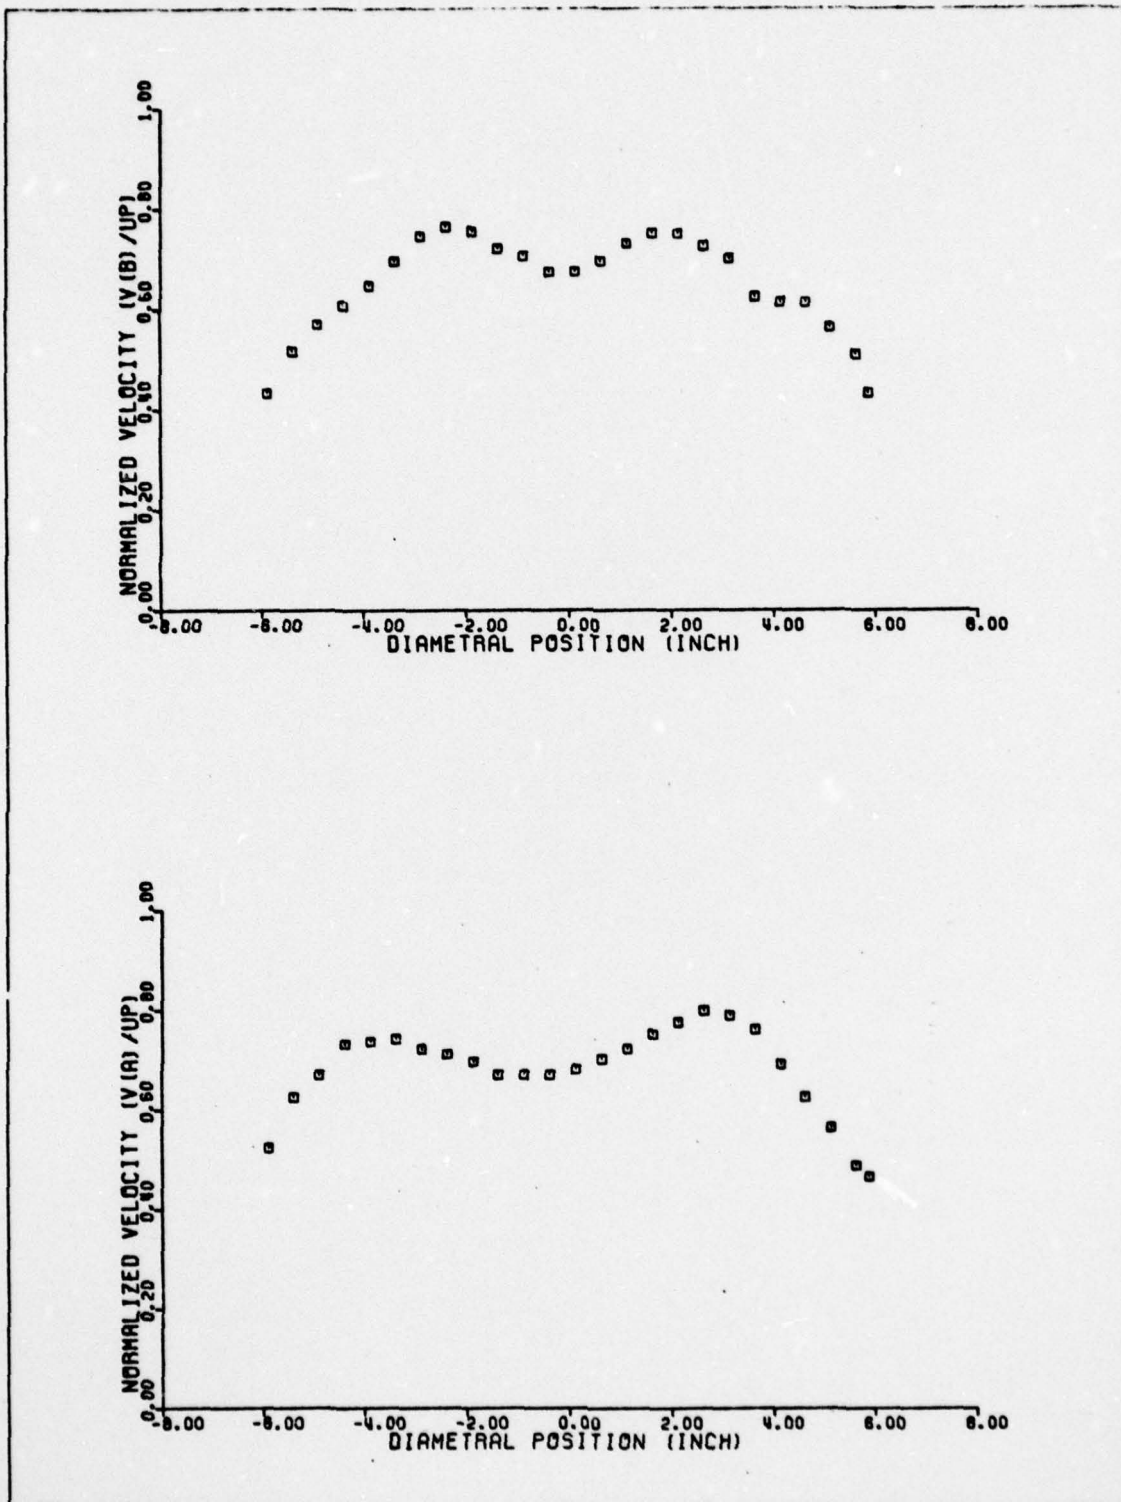 1.00
0.80
0.60
0.40
0.20
0.00
NORMALIZED VELOCITY (V(B)/UP)
-8.00 -6.00 -4.00 -2.00 0.00 2.00 4.00 6.00 8.00
DIAMETRAL POSITION (INCH)
1.00
0.80
0.60
0.40
0.20
0.00
NORMALIZED VELOCITY (V(A)/UP)
-8.00 -6.00 -4.00 -2.00 0.00 2.00 4.00 6.00 8.00
DIAMETRAL POSITION (INCH)